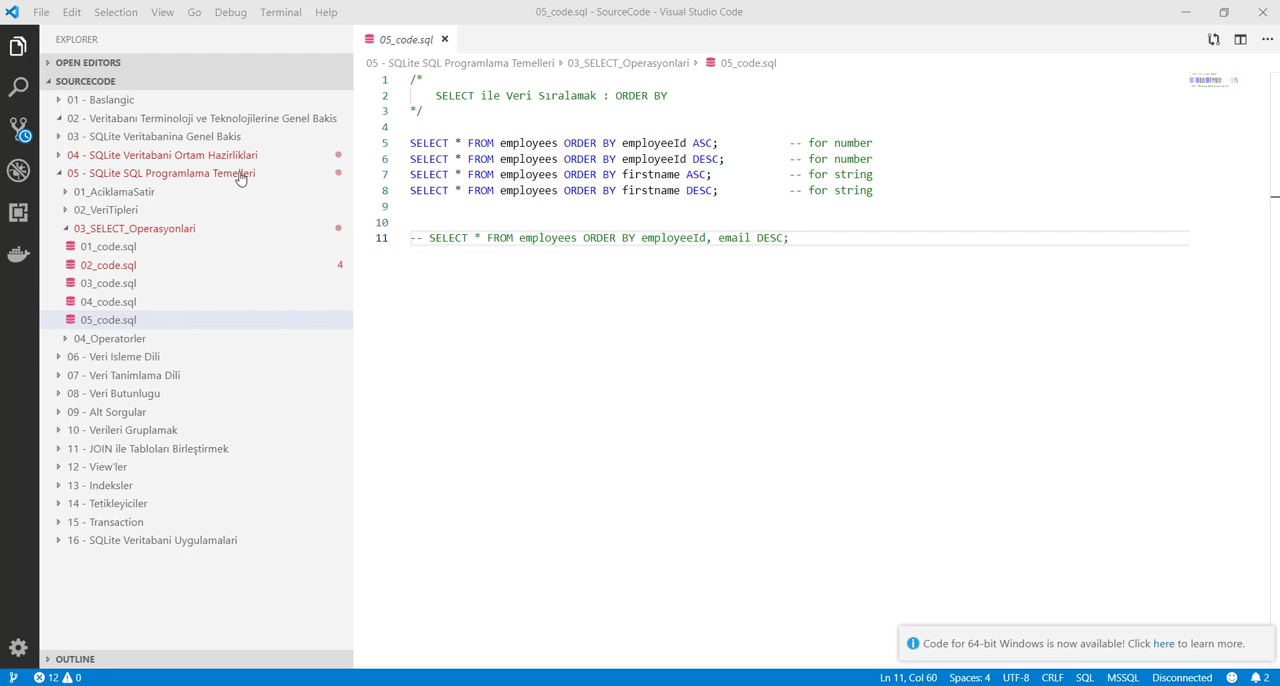 File Edit Selection View Go Debug Terminal Help
05_code.sql - SourceCode - Visual Studio Code
EXPLORER
OPEN EDITORS
SOURCECODE
01 - Baslangic
02 - Veritabanı Terminoloji ve Teknolojilerine Genel Bakis
03 - SQLite Veritabanina Genel Bakis
04 - SQLite Veritabani Ortam Hazirliklari
05 - SQLite SQL Programlama Temelleri
01_AciklamaSatir
02_VeriTipleri
03_SELECT_Operasyonlari
01_code.sql
02_code.sql 4
03_code.sql
04_code.sql
05_code.sql
04_Operatorler
06 - Veri Isleme Dili
07 - Veri Tanimlama Dili
08 - Veri Butunlugu
09 - Alt Sorgular
10 - Verileri Gruplamak
11 - JOIN ile Tabloları Birleştirmek
12 - View'ler
13 - Indeksler
14 - Tetikleyiciler
15 - Transaction
16 - SQLite Veritabani Uygulamalari
OUTLINE
05_code.sql
05 - SQLite SQL Programlama Temelleri 03_SELECT_Operasyonlari 05_code.sql
1 /*
2 SELECT ile Veri Sıralamak : ORDER BY
3 */
4
5 SELECT * FROM employees ORDER BY employeeId ASC; -- for number
6 SELECT * FROM employees ORDER BY employeeId DESC; -- for number
7 SELECT * FROM employees ORDER BY firstname ASC; -- for string
8 SELECT * FROM employees ORDER BY firstname DESC; -- for string
9
10
11 -- SELECT * FROM employees ORDER BY employeeId, email DESC;
Code for 64-bit Windows is now available! Click here to learn more.
12 0 Ln 11, Col 60 Spaces: 4 UTF-8 CRLF SQL MSSQL Disconnected 2